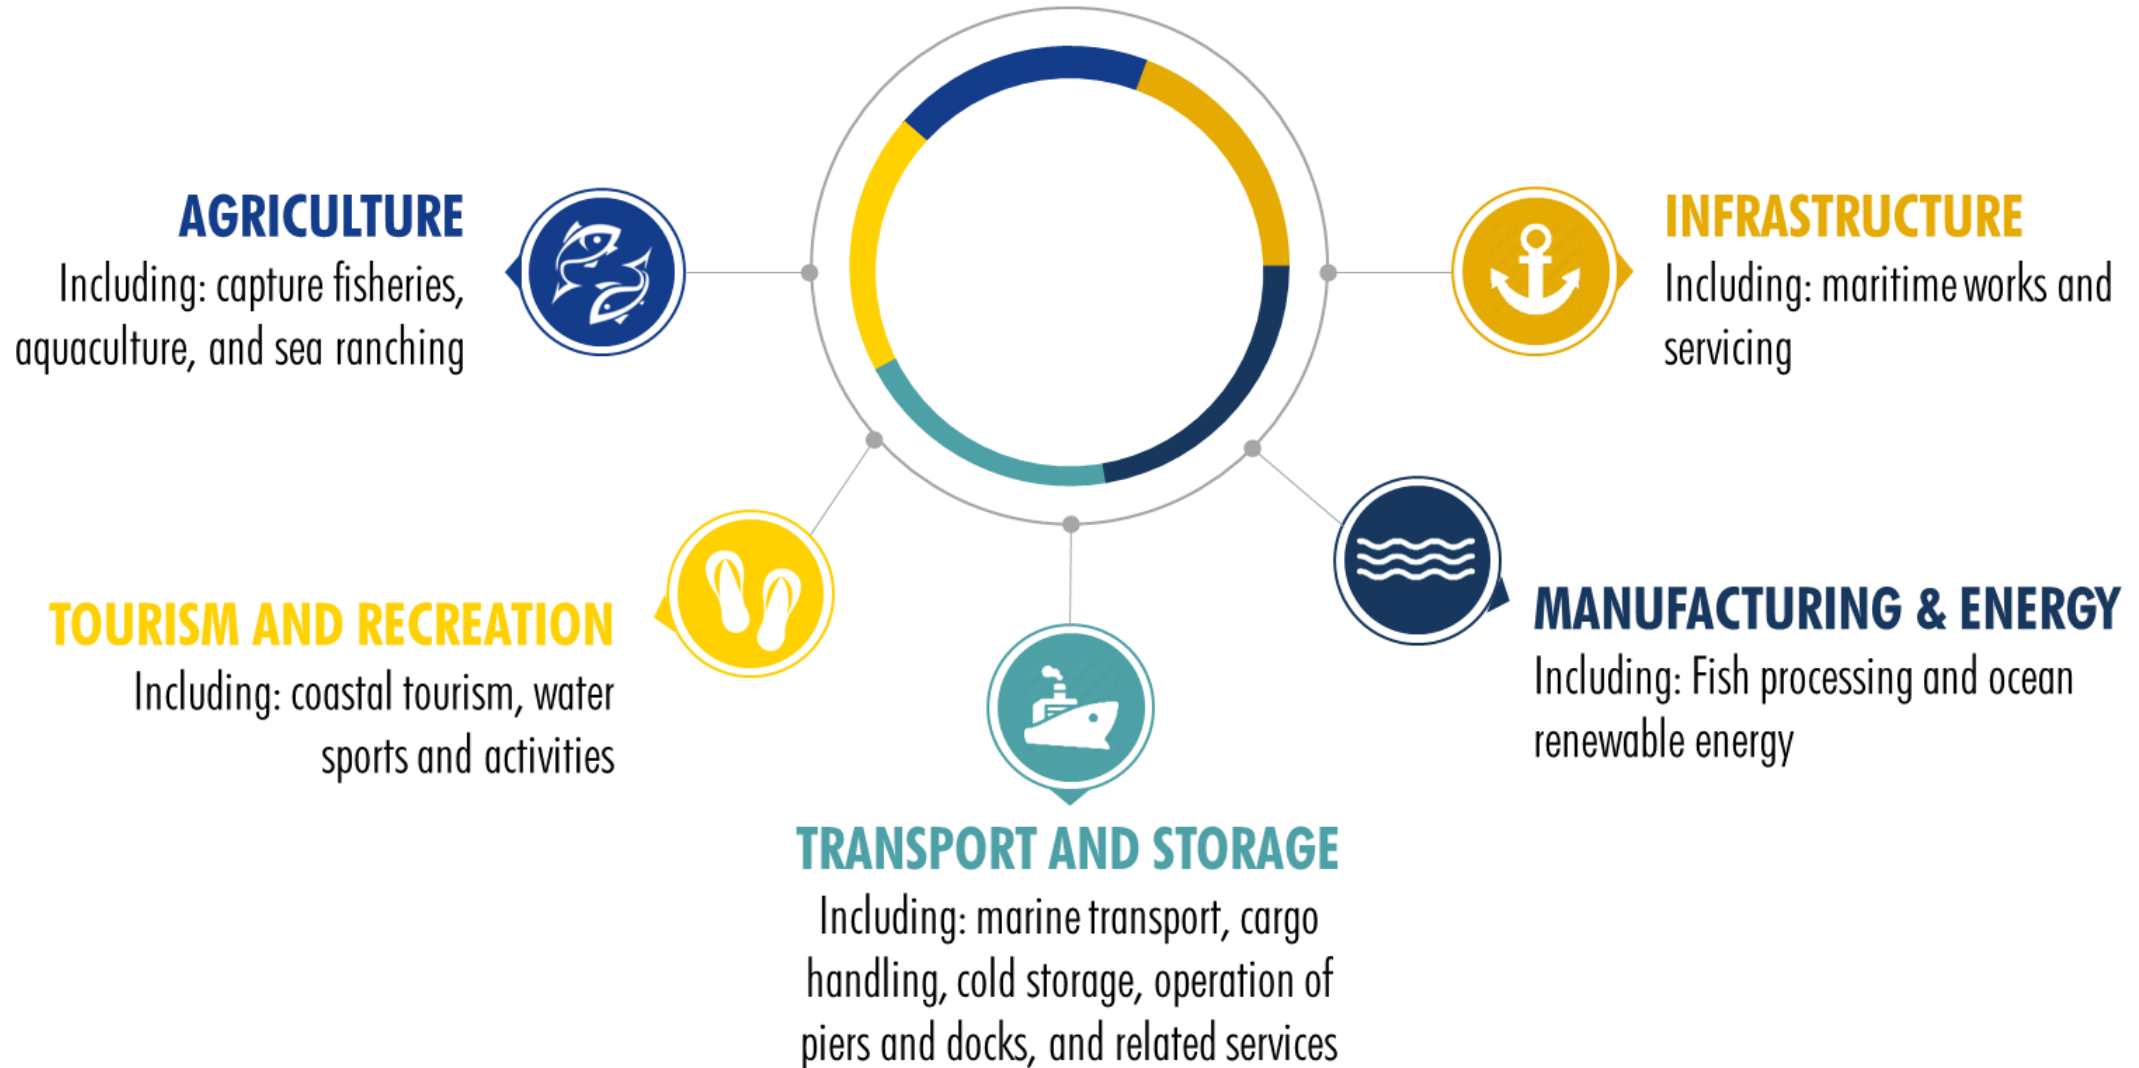 AGRICULTURE
Including: capture fisheries,
aquaculture, and sea ranching
INFRASTRUCTURE
Including: maritime works and
servicing
TOURISM AND RECREATION
Including: coastal tourism, water
sports and activities
MANUFACTURING & ENERGY
Including: Fish processing and ocean
renewable energy
TRANSPORT AND STORAGE
Including: marine transport, cargo
handling, cold storage, operation of
piers and docks, and related services